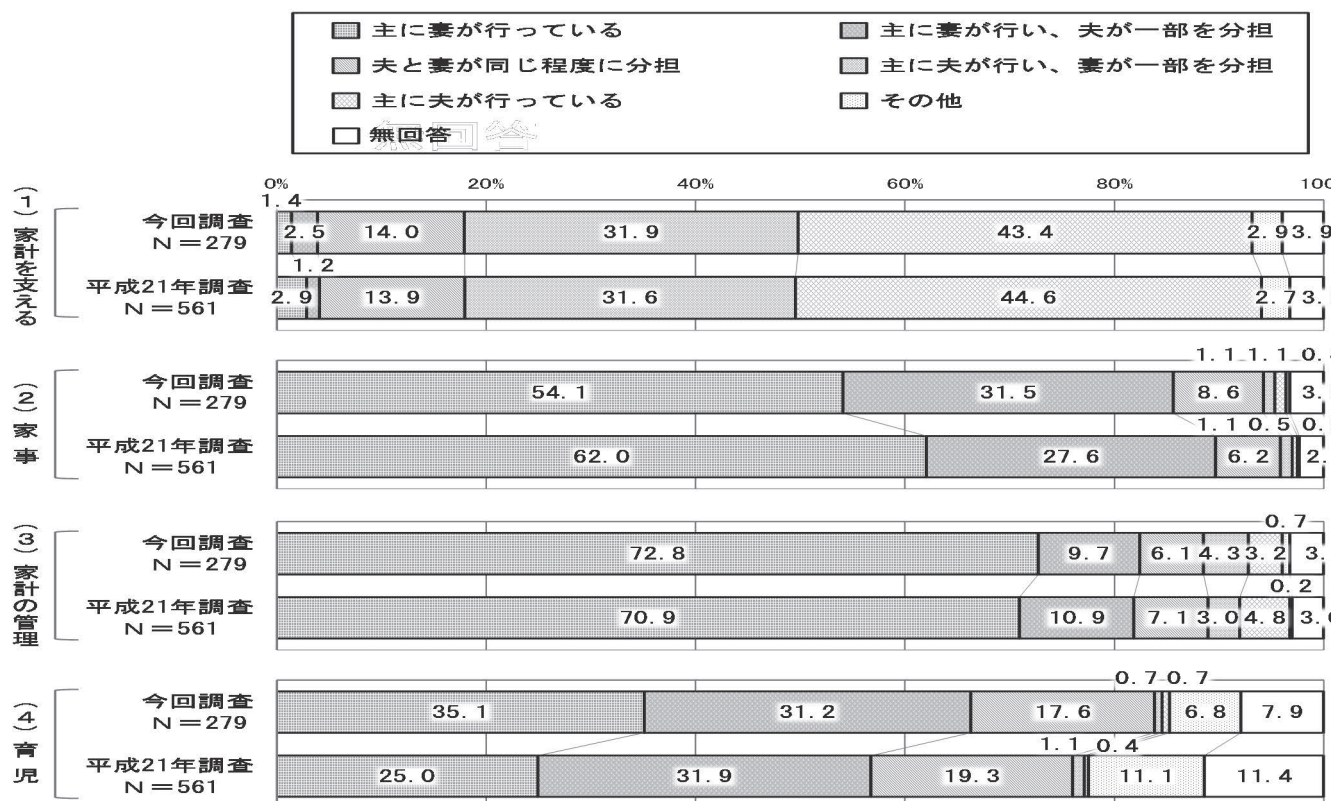 主に妻が行っている
主に妻が行い、夫が一部を分担
夫と妻が同じ程度に分担
主に夫が行い、妻が一部を分担
主に夫が行っている
その他
無回答
無回答
0% 20% 40% 60% 80% 100
(1)家計を支える
1.4
今回調査
N=279
2.5 14.0 31.9 43.4 2.9 3.9
1.2
平成21年調査
N=561
2.9 13.9 31.6 44.6 2.7 3.
(2)家事
1.1 1.1 0.
今回調査
N=279
54.1 31.5 8.6 3.
1.1 0.5 0.
平成21年調査
N=561
62.0 27.6 6.2 2.
(3)家計の管理
0.7
今回調査
N=279
72.8 9.7 6.1 4.3 3.2 3.
0.2
平成21年調査
N=561
70.9 10.9 7.1 3.0 4.8 3.
(4)育児
0.7 0.7
今回調査
N=279
35.1 31.2 17.6 6.8 7.9
1.1 0.4
平成21年調査
N=561
25.0 31.9 19.3 11.1 11.4